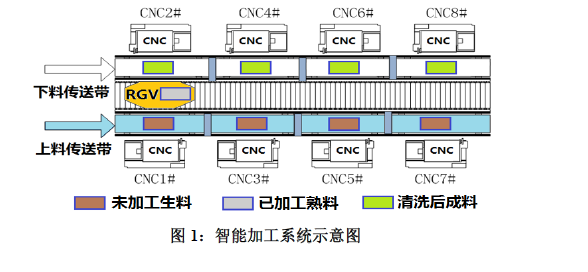 CNC2# CNC4# CNC6# CNC8#
CNC CNC CNC CNC
下料传送带
RGV
上料传送带
CNC CNC CNC CNC
CNC1# CNC3# CNC5# CNC7#
未加工生料 已加工熟料 清洗后成料
图 1：智能加工系统示意图